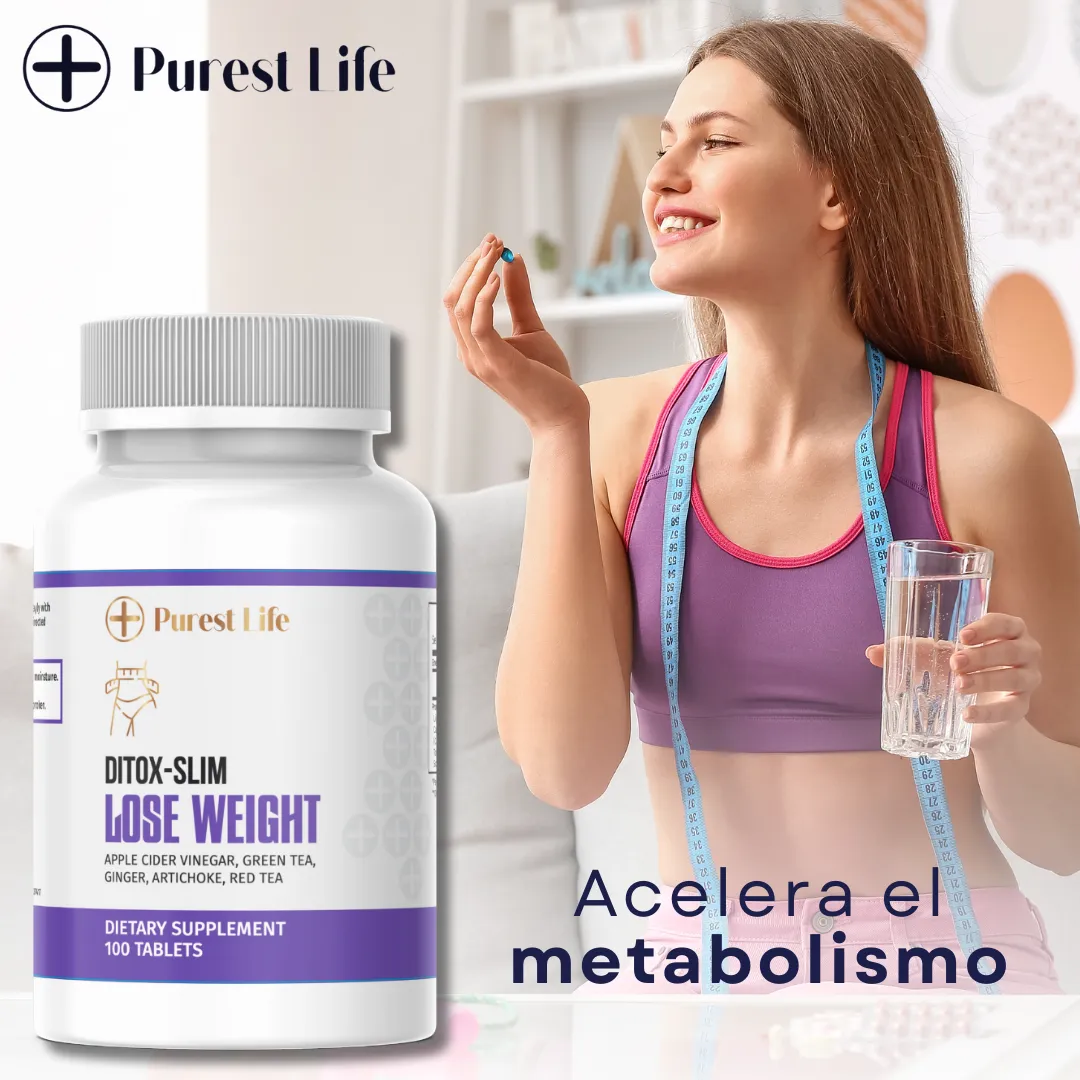 Purest Life
Purest Life
DITOX-SLIM
LOSE WEIGHT
APPLE CIDER VINEGAR, GREEN TEA,
GINGER, ARTICHOKE, RED TEA
DIETARY SUPPLEMENT
100 TABLETS
Acelera el
metabolismo